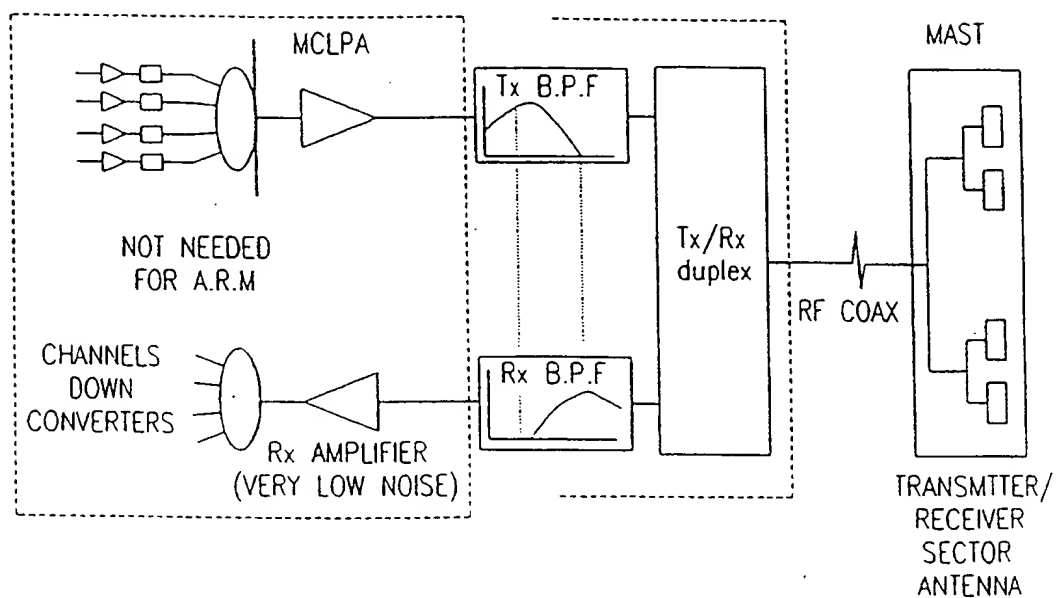 MCLPA
MAST
Tx B.P.F
NOT NEEDED
FOR A.R.M
Tx/Rx
duplex
RF COAX
CHANNELS
DOWN
CONVERTERS
Rx B.P.F
Rx AMPLIFIER
(VERY LOW NOISE)
TRANSMTTER/
RECEIVER
SECTOR
ANTENNA